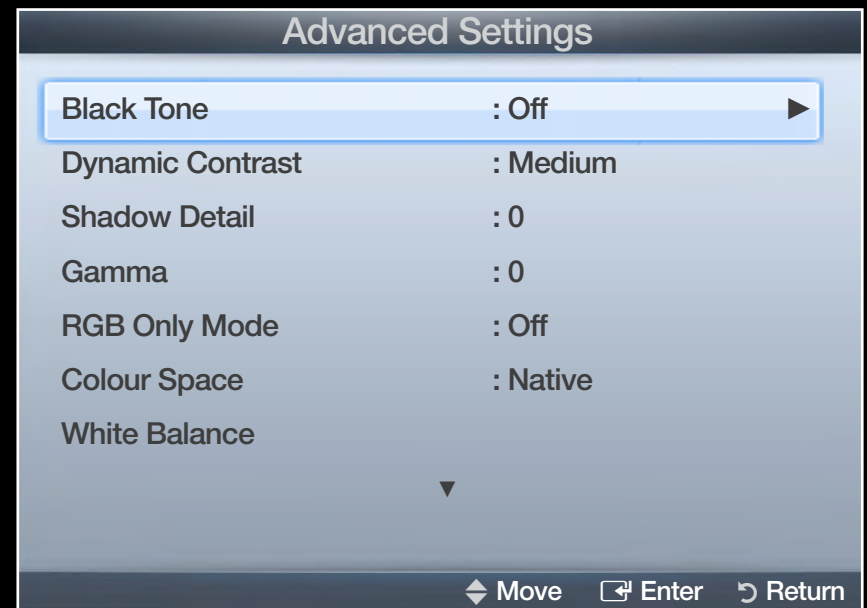 Advanced Settings
Black Tone : Off ►
Dynamic Contrast : Medium
Shadow Detail : 0
Gamma : 0
RGB Only Mode : Off
Colour Space : Native
White Balance
▼
Move Enter Return